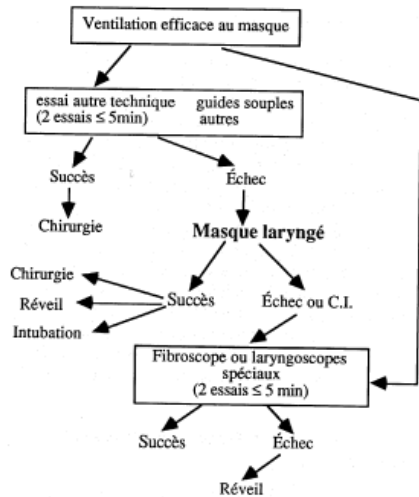 Ventilation efficace au masque
essai autre technique guides souples
(2 essais ≤ 5min) autres
Succès
Échec
Chirurgie
Masque laryngé
Chirurgie
Réveil
Succès
Échec ou C.I.
Intubation
Fibroscope ou laryngoscopes
spéciaux
(2 essais ≤ 5 min)
Succès
Échec
Réveil